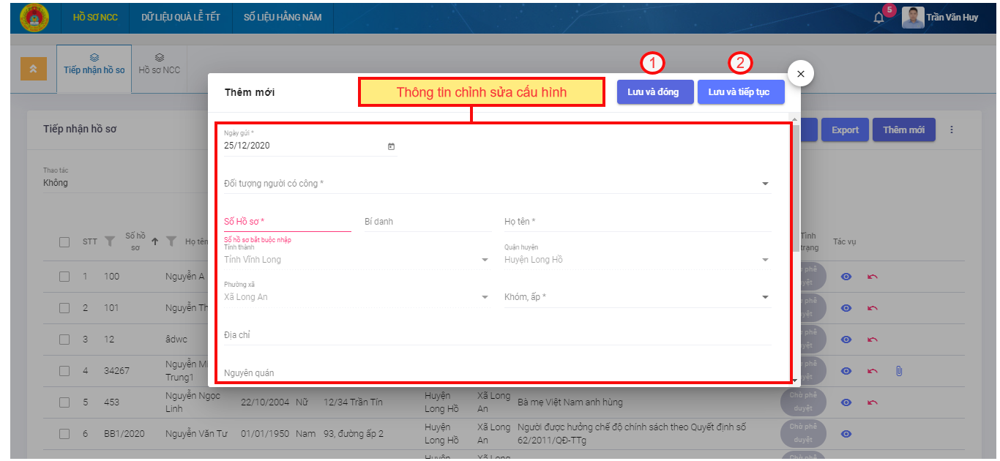 HỒ SƠ NCC
DỮ LIỆU QUÀ LỄ TẾT
SỐ LIỆU HẰNG NĂM
5
Trần Văn Huy
Tiếp nhận hồ sơ
Hồ sơ NCC
1
2
Thêm mới
Thông tin chỉnh sửa cấu hình
Lưu và đóng
Lưu và tiếp tục
Tiếp nhận hồ sơ
Export
Thêm mới
Ngày gửi *
25/12/2020
Thao tác
Không
Đối tượng người có công *
Số Hồ sơ *
Bí danh
Họ tên *
Số hồ sơ bắt buộc nhập
Tỉnh thành
Tỉnh Vĩnh Long
Quận huyện
Huyện Long Hồ
Phường xã
Xã Long An
Khóm, ấp *
Địa chỉ
Nguyên quán
STT
Số hồ
sơ
Họ tên
Tình
trạng
Tác vụ
1 100 Nguyễn A
2 101 Nguyễn Th
3 12 âdwc
4 34267 Nguyễn Mi
Trung1
5 453 Nguyễn Ngọc
Linh
22/10/2004 Nữ 12/34 Trần Tín
Huyện
Long Hồ
Xã Long
An
Bà mẹ Việt Nam anh hùng
Chờ phê
duyệt
6 BB1/2020 Nguyễn Văn Tư 01/01/1950 Nam 93, đường ấp 2
Huyện
Long Hồ
Xã Long
An
Người được hưởng chế độ chính sách theo Quyết định số
62/2011/QĐ-TTg
Chờ phê
duyệt
Huyện
Xã Long
Chờ phê